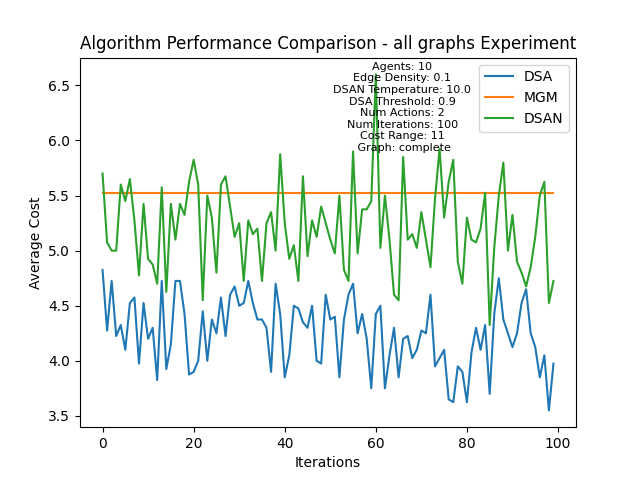 Algorithm Performance Comparison - all graphs Experiment
Agents: 10
Edge Density: 0.1
DSAN Temperature: 10.0
DSA Threshold: 0.9
Num Actions: 2
Num Iterations: 100
Cost Range: 11
Graph: complete
DSA
MGM
DSAN
Average Cost
6.5
6.0
5.5
5.0
4.5
4.0
3.5
0
20
40
60
80
100
Iterations